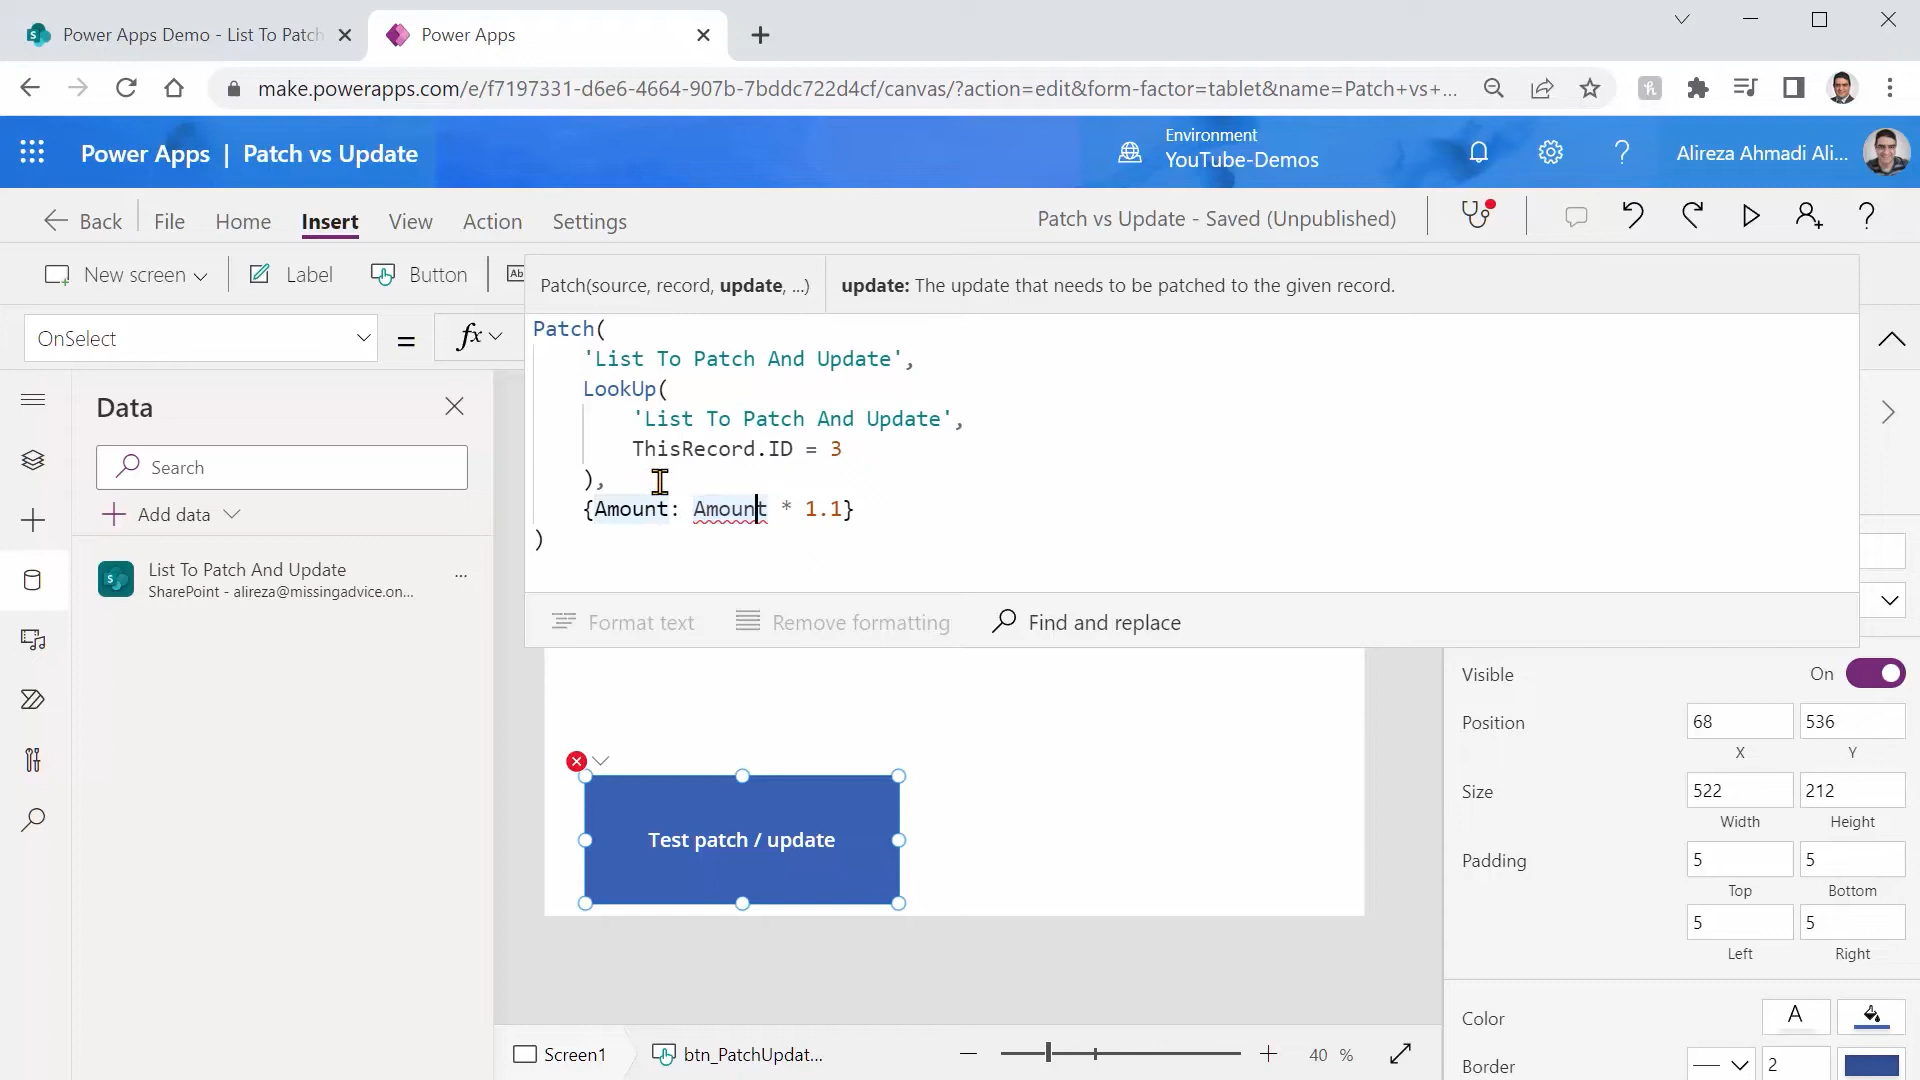 Power Apps Demo - List To Patch
Power Apps
make.powerapps.com/e/f7197331-d6e6-4664-907b-7bddc722d4cf/canvas/?action=edit&form-factor=tablet&name=Patch+vs+...
Power Apps | Patch vs Update
Environment
YouTube-Demos
Alireza Ahmadi Ali...
Back
File
Home
Insert
View
Action
Settings
Patch vs Update - Saved (Unpublished)
New screen
Label
Button
Patch(source, record, update, ...)
update: The update that needs to be patched to the given record.
OnSelect
=
fx
Patch(
'List To Patch And Update',
LookUp(
'List To Patch And Update',
ThisRecord.ID = 3
),
{Amount: Amount * 1.1}
)
Format text
Remove formatting
Find and replace
Data
Search
Add data
List To Patch And Update
SharePoint - alireza@missingadvice.on...
Test patch / update
Visible
On
Position
68
536
X
Y
Size
522
212
Width
Height
Padding
5
5
Top
Bottom
5
5
Left
Right
Color
A
Border
2
Screen1
btn_PatchUpdat...
40 %